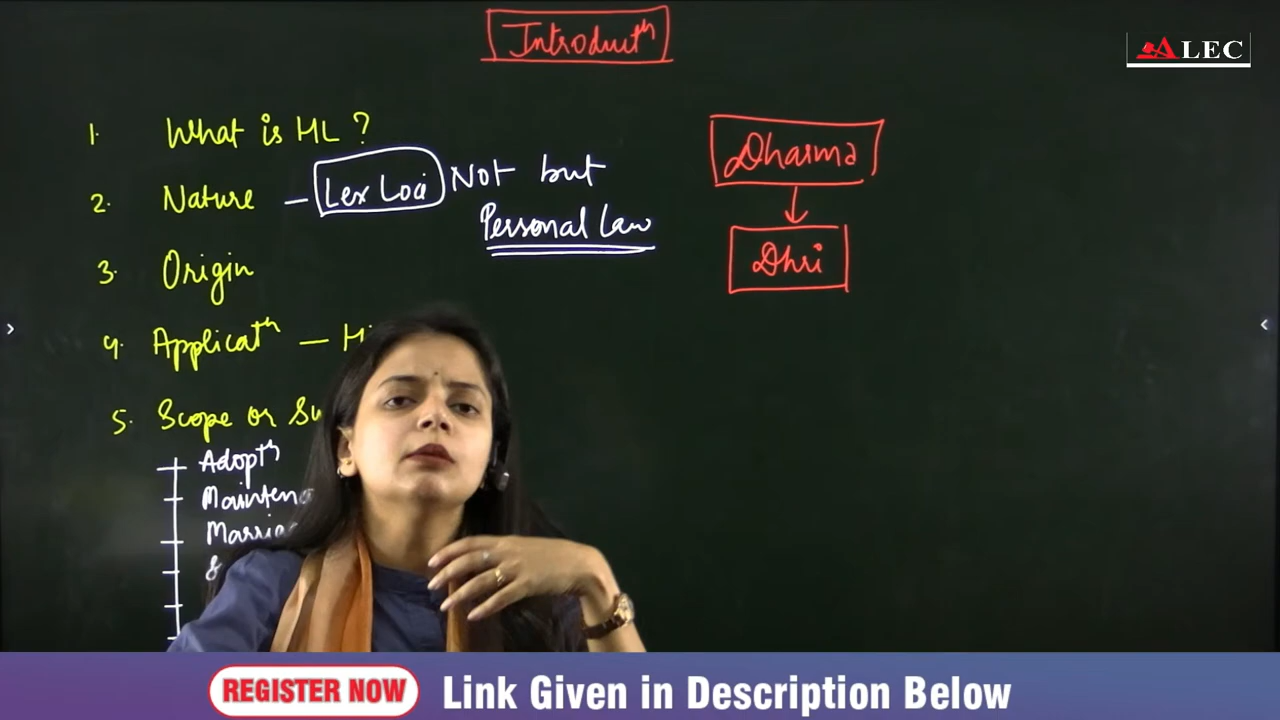 Introductn
ALEC
1. What is HL ?
2. Nature — Lex Loci Not but
Personal Law
3. Origin
4. Applicatn —
5. Scope or
Adoptn
Dharma
Dhri
REGISTER NOW
Link Given in Description Below